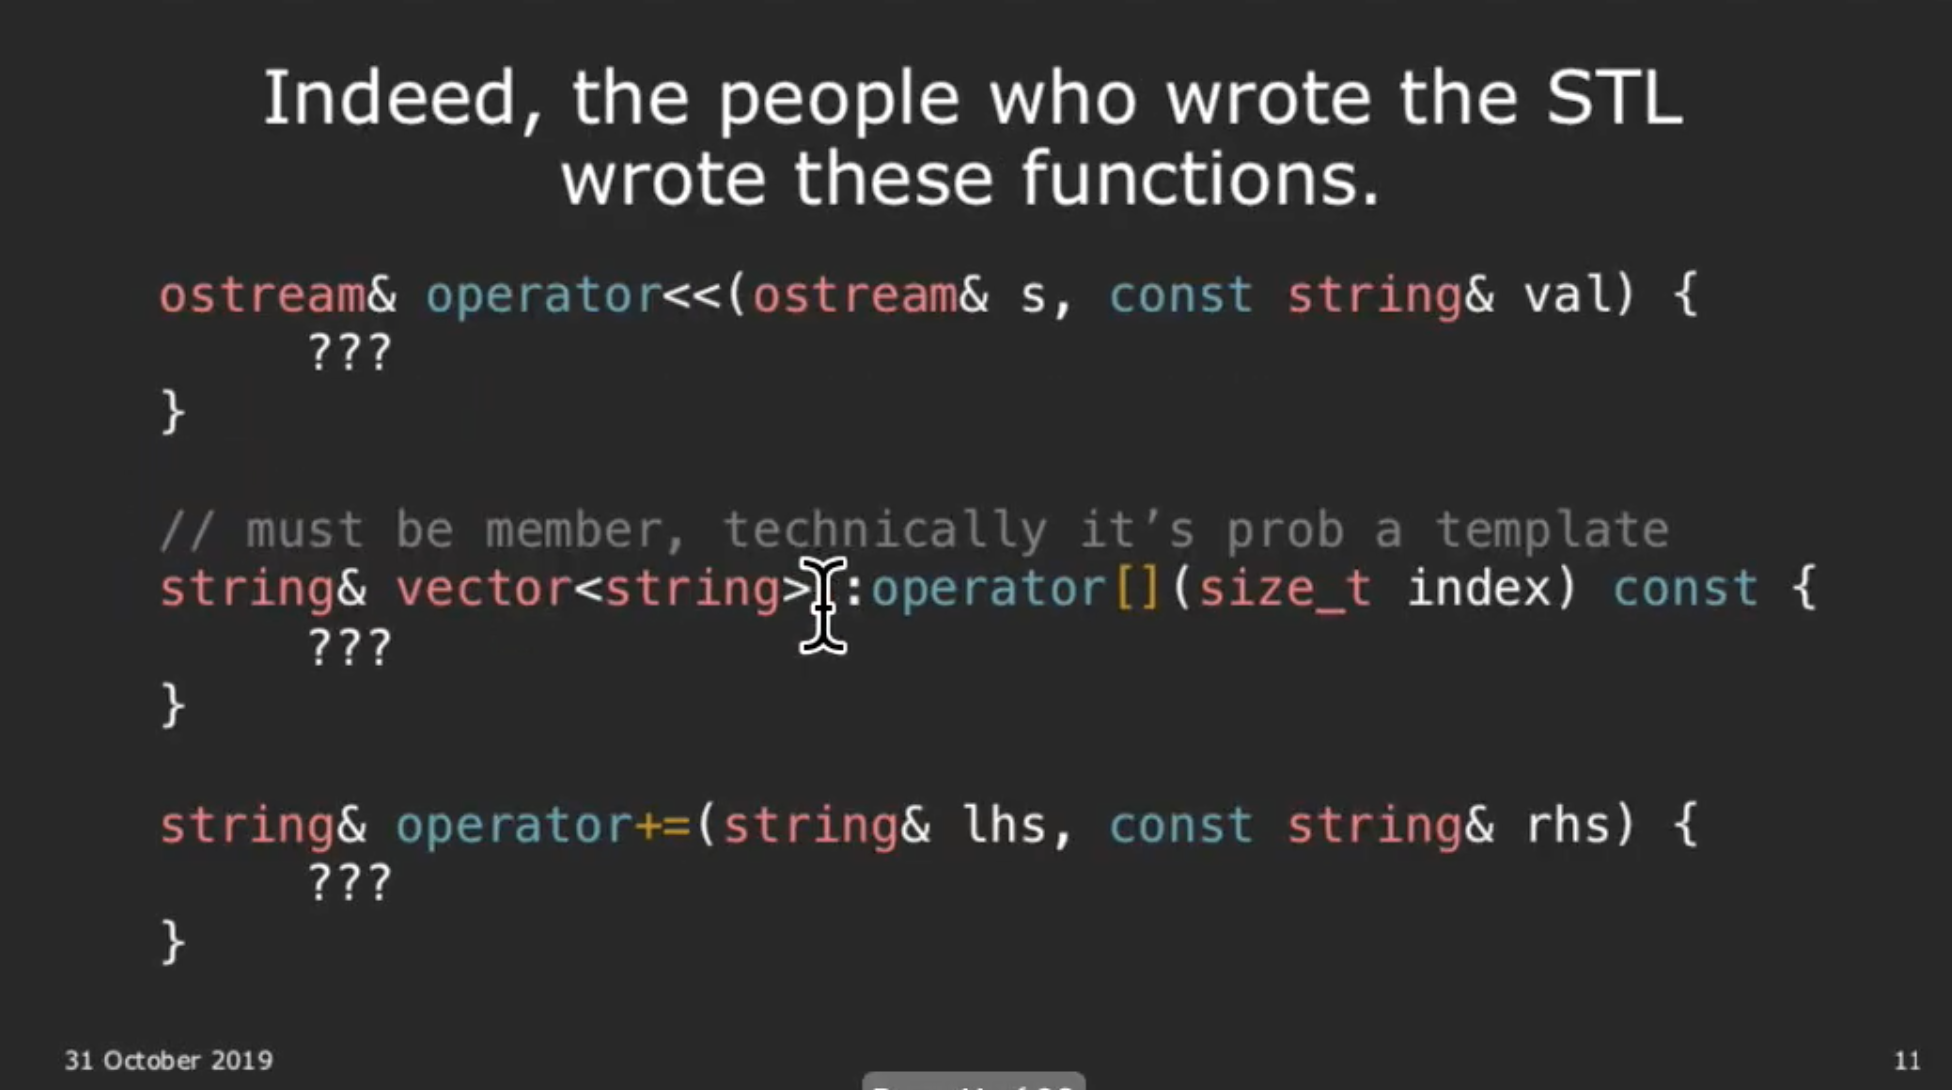 Indeed, the people who wrote the STL
wrote these functions.
ostream& operator<<(ostream& s, const string& val) {
???
}
// must be member, technically it’s prob a template
string& vector<string>::operator[](size_t index) const {
???
}
string& operator+=(string& lhs, const string& rhs) {
???
}
31 October 2019
11